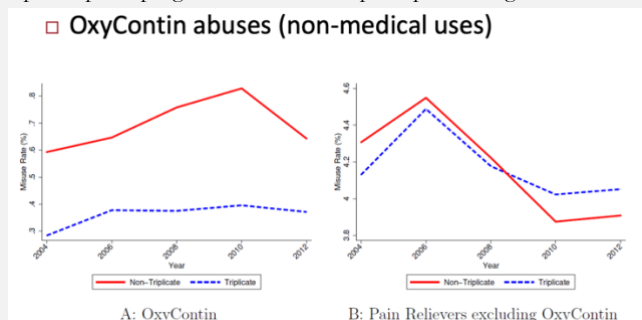 OxyContin abuses (non-medical uses)
Misuse Rate (%)
.8
.7
.6
.5
.4
.3
2004
2006
2008
2010
2012
Year
Non-Triplicate
Triplicate
A: OxyContin
Misuse Rate (%)
4.6
4.4
4.2
4
3.8
2004
2006
2008
2010
2012
Year
Non-Triplicate
Triplicate
B: Pain Relievers excluding OxyContin